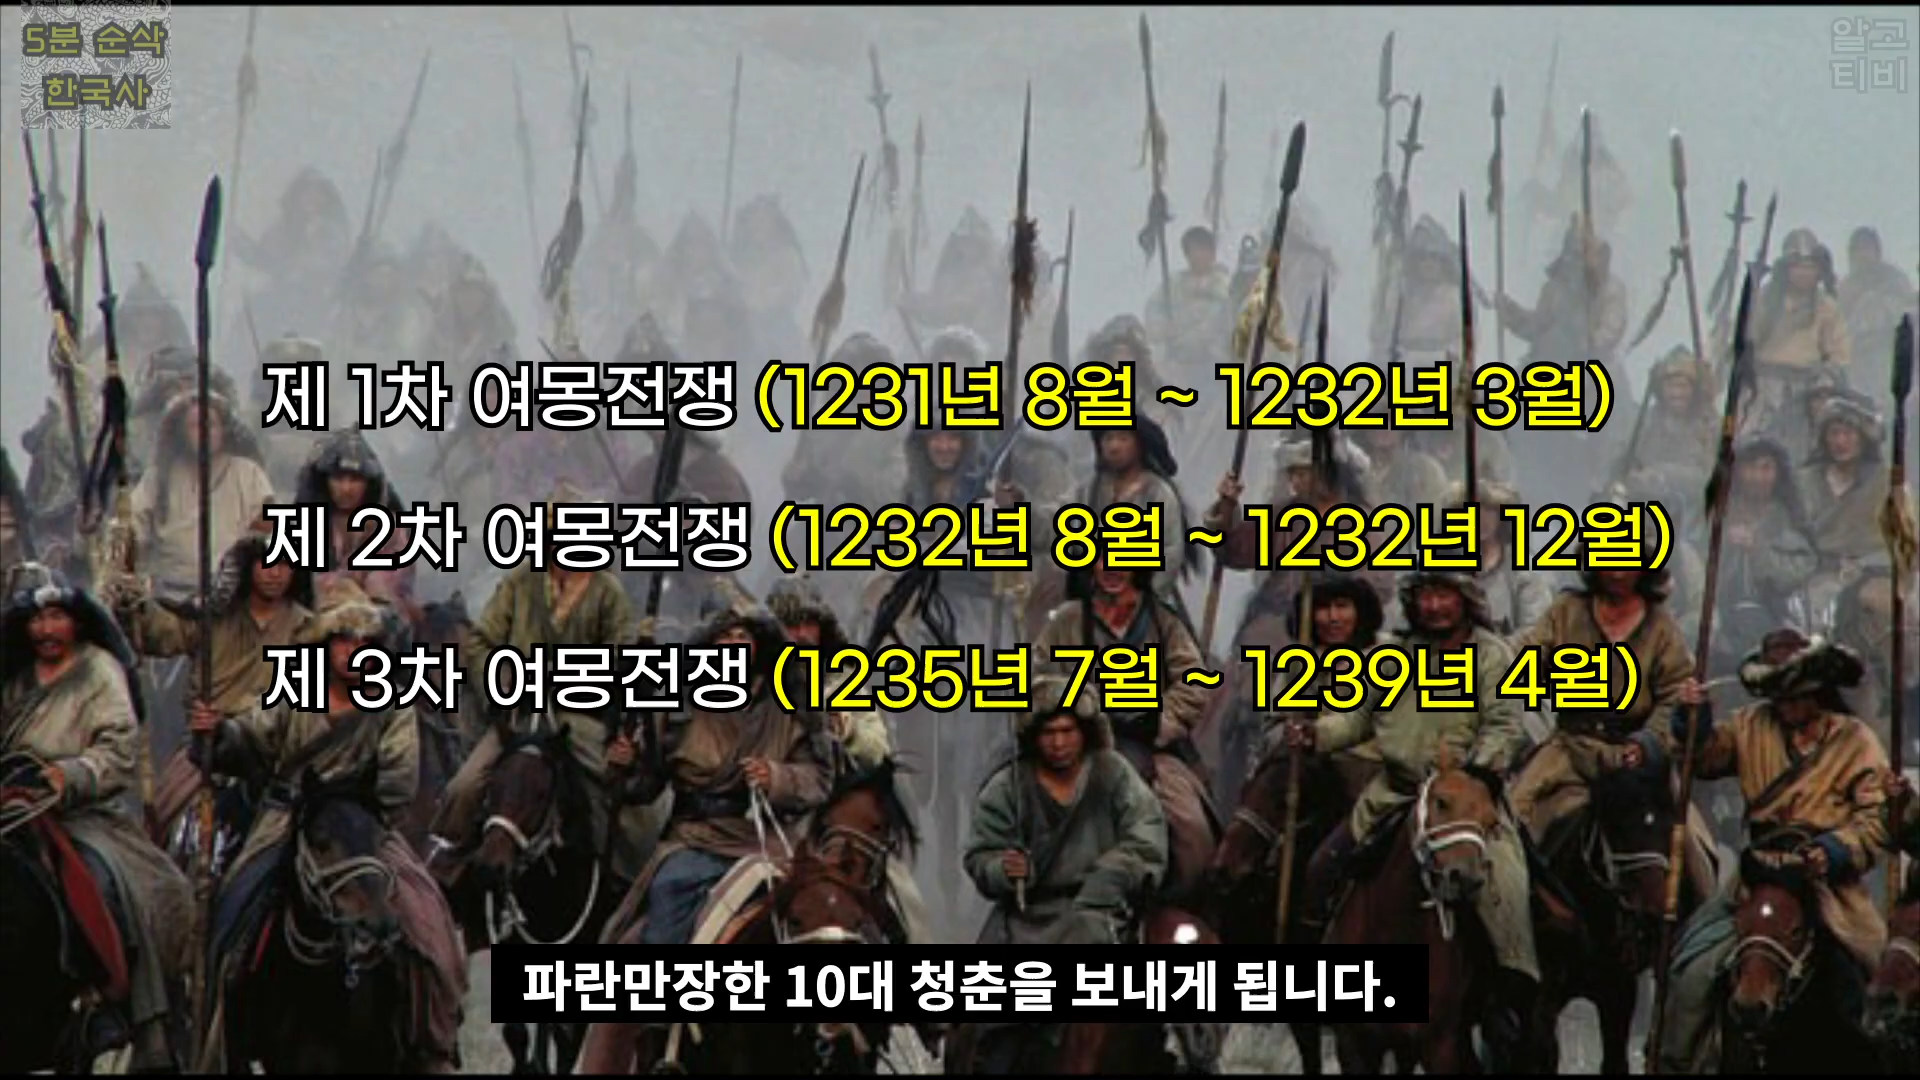 5분 순삭
한국사
알고
티비
제 1차 여몽전쟁 (1231년 8월 ~ 1232년 3월)
제 2차 여몽전쟁 (1232년 8월 ~ 1232년 12월)
제 3차 여몽전쟁 (1235년 7월 ~ 1239년 4월)
파란만장한 10대 청춘을 보내게 됩니다.